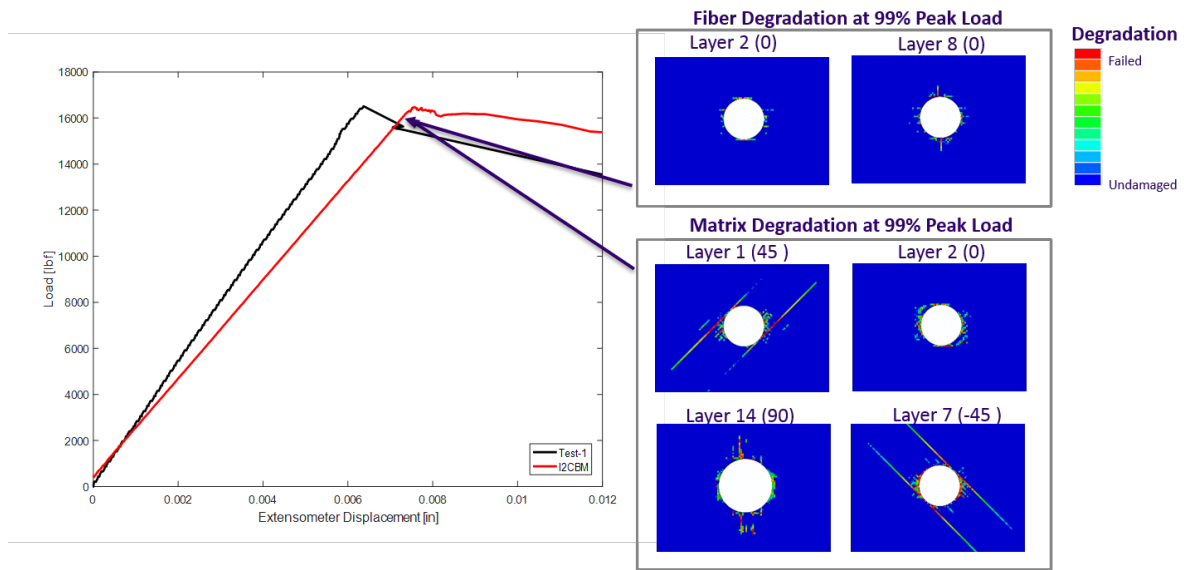 Fiber Degradation at 99% Peak Load
Layer 2 (0)
Layer 8 (0)
Degradation
Failed
Undamaged
18000
16000
14000
12000
10000
8000
6000
4000
2000
0
Load [lbf]
0
0.002
0.004
0.006
0.008
0.01
0.012
Extensometer Displacement [in]
Test-1
I2CBM
Matrix Degradation at 99% Peak Load
Layer 1 (45 )
Layer 2 (0)
Layer 14 (90)
Layer 7 (-45 )